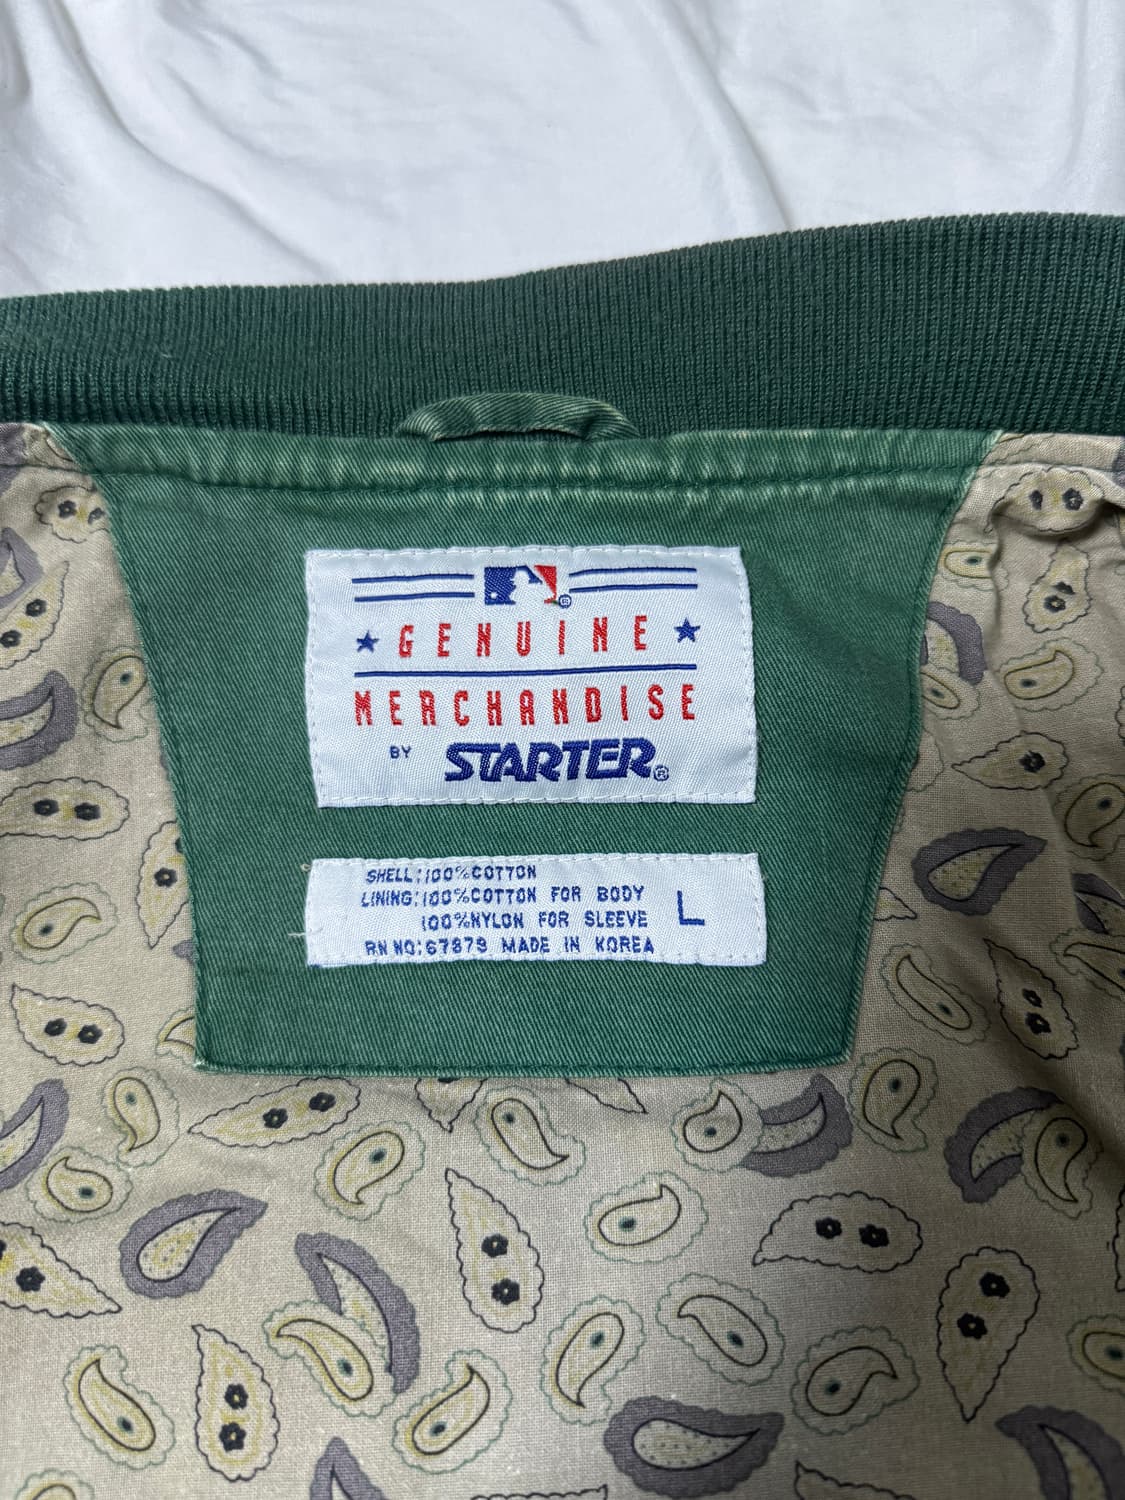 GENUINE
MERCHANDISE
BY STARTER®
SHELL:100%COTTON
LINING:100%COTTON FOR BODY
100%NYLON FOR SLEEVE
L
RN NO:67879 MADE IN KOREA